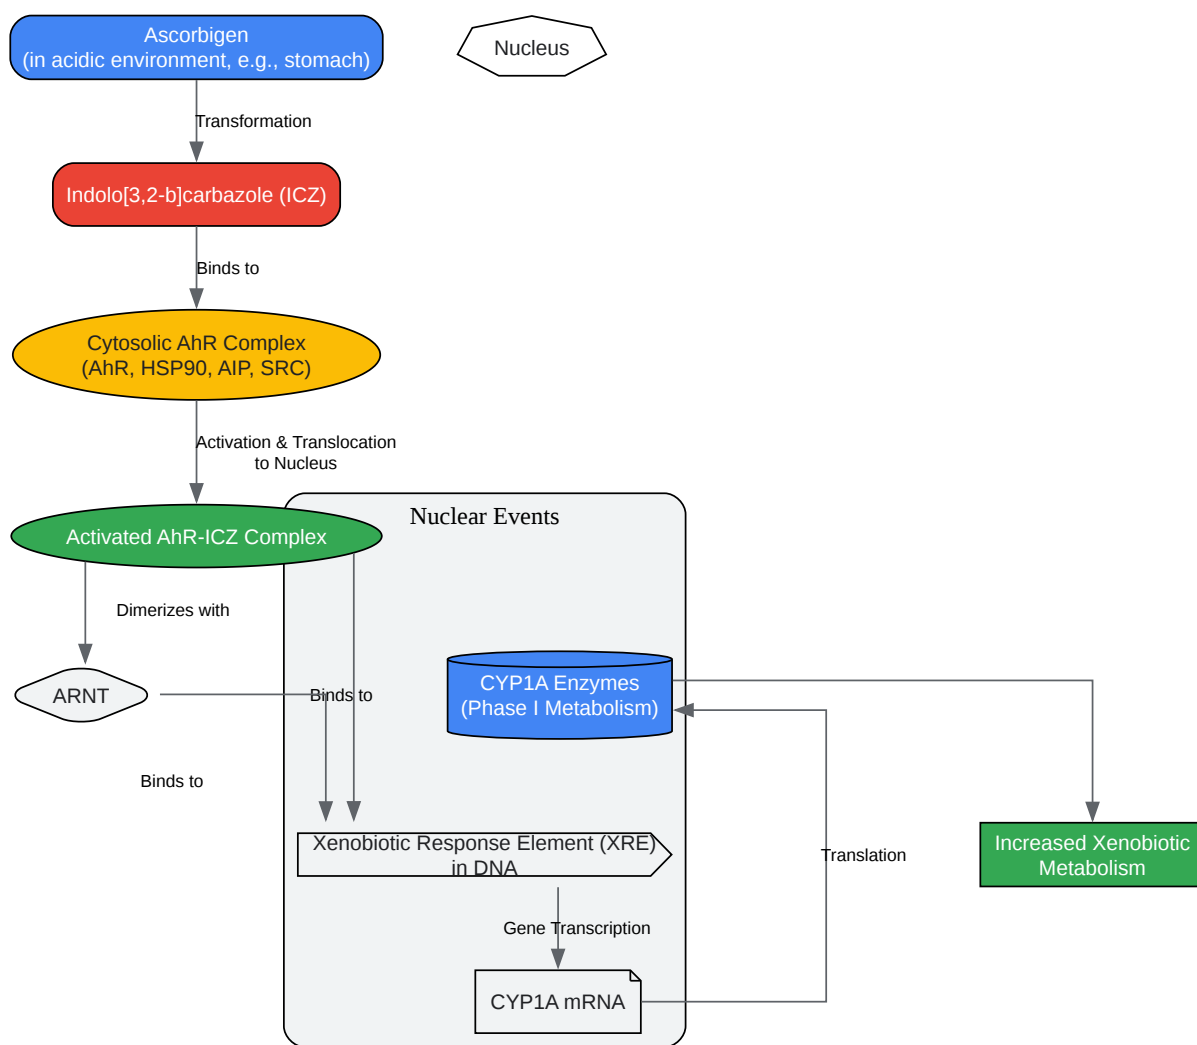 Ascorbigen
(in acidic environment, e.g., stomach)
Nucleus
Transformation
Indolo[3,2-b]carbazole (ICZ)
Binds to
Cytosolic AhR Complex
(AhR, HSP90, AIP, SRC)
Activation & Translocation
to Nucleus
Nuclear Events
Activated AhR-ICZ Complex
Dimerizes with
ARNT
Binds to
CYP1A Enzymes
(Phase I Metabolism)
Binds to
Xenobiotic Response Element (XRE)
in DNA
Translation
Increased Xenobiotic
Metabolism
Gene Transcription
CYP1A mRNA